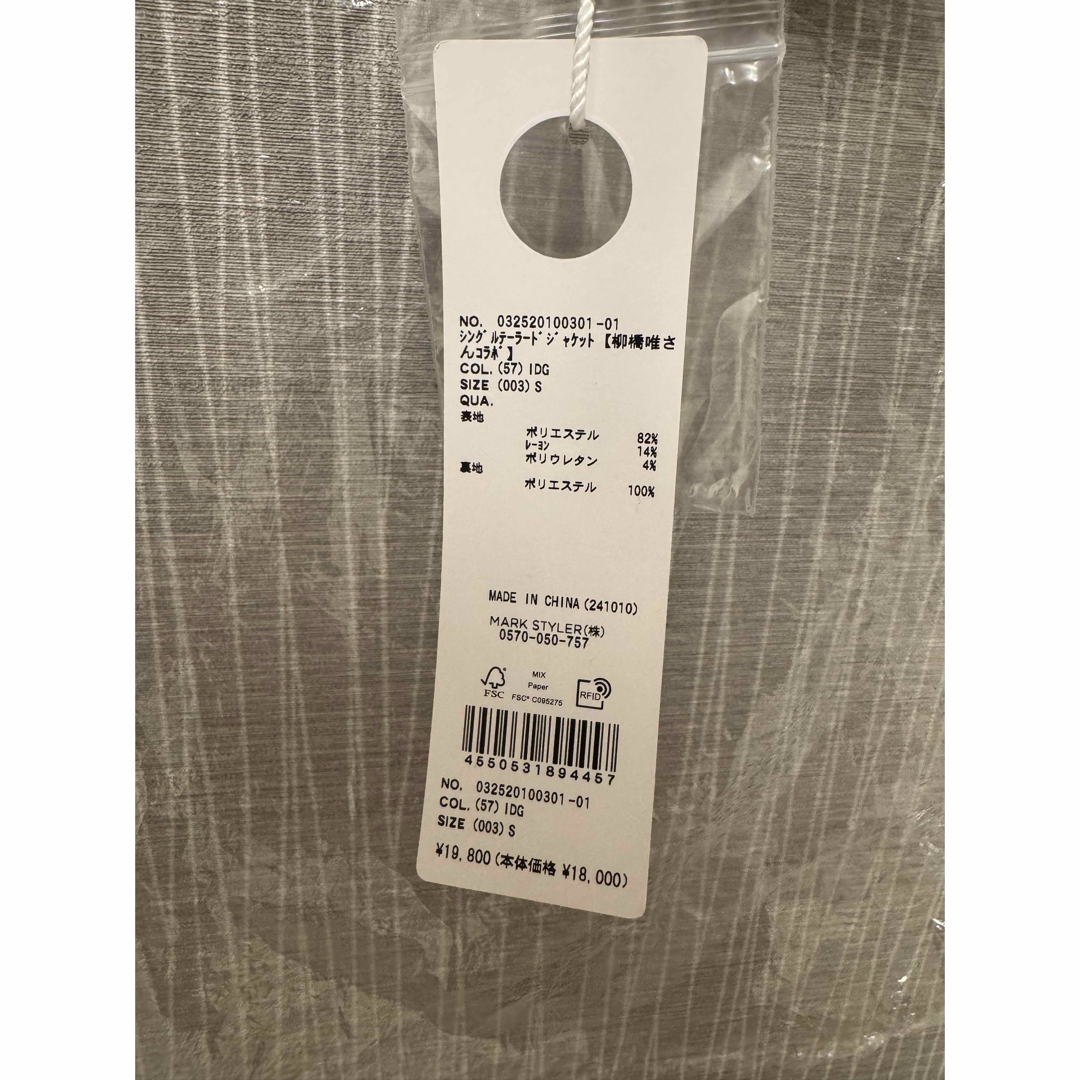 NO. 032520100301-01
ｼﾝｸﾞﾙﾃｰﾗｰﾄﾞｼﾞｬｹｯﾄ【柳橋唯さ
んｺﾗﾎﾞ】
COL. (57) IDG
SIZE (003) S
QUA.
表地
ポリエステル 82%
ﾚｰﾖﾝ 14%
ポリウレタン 4%
裏地
ポリエステル 100%
MADE IN CHINA (241010)
MARK STYLER(株)
0570-050-757
FSC
MIX
Paper
FSC® C095275
RFID
4550531894457
NO. 032520100301-01
COL. (57) IDG
SIZE (003) S
¥19,800(本体価格 ¥18,000)